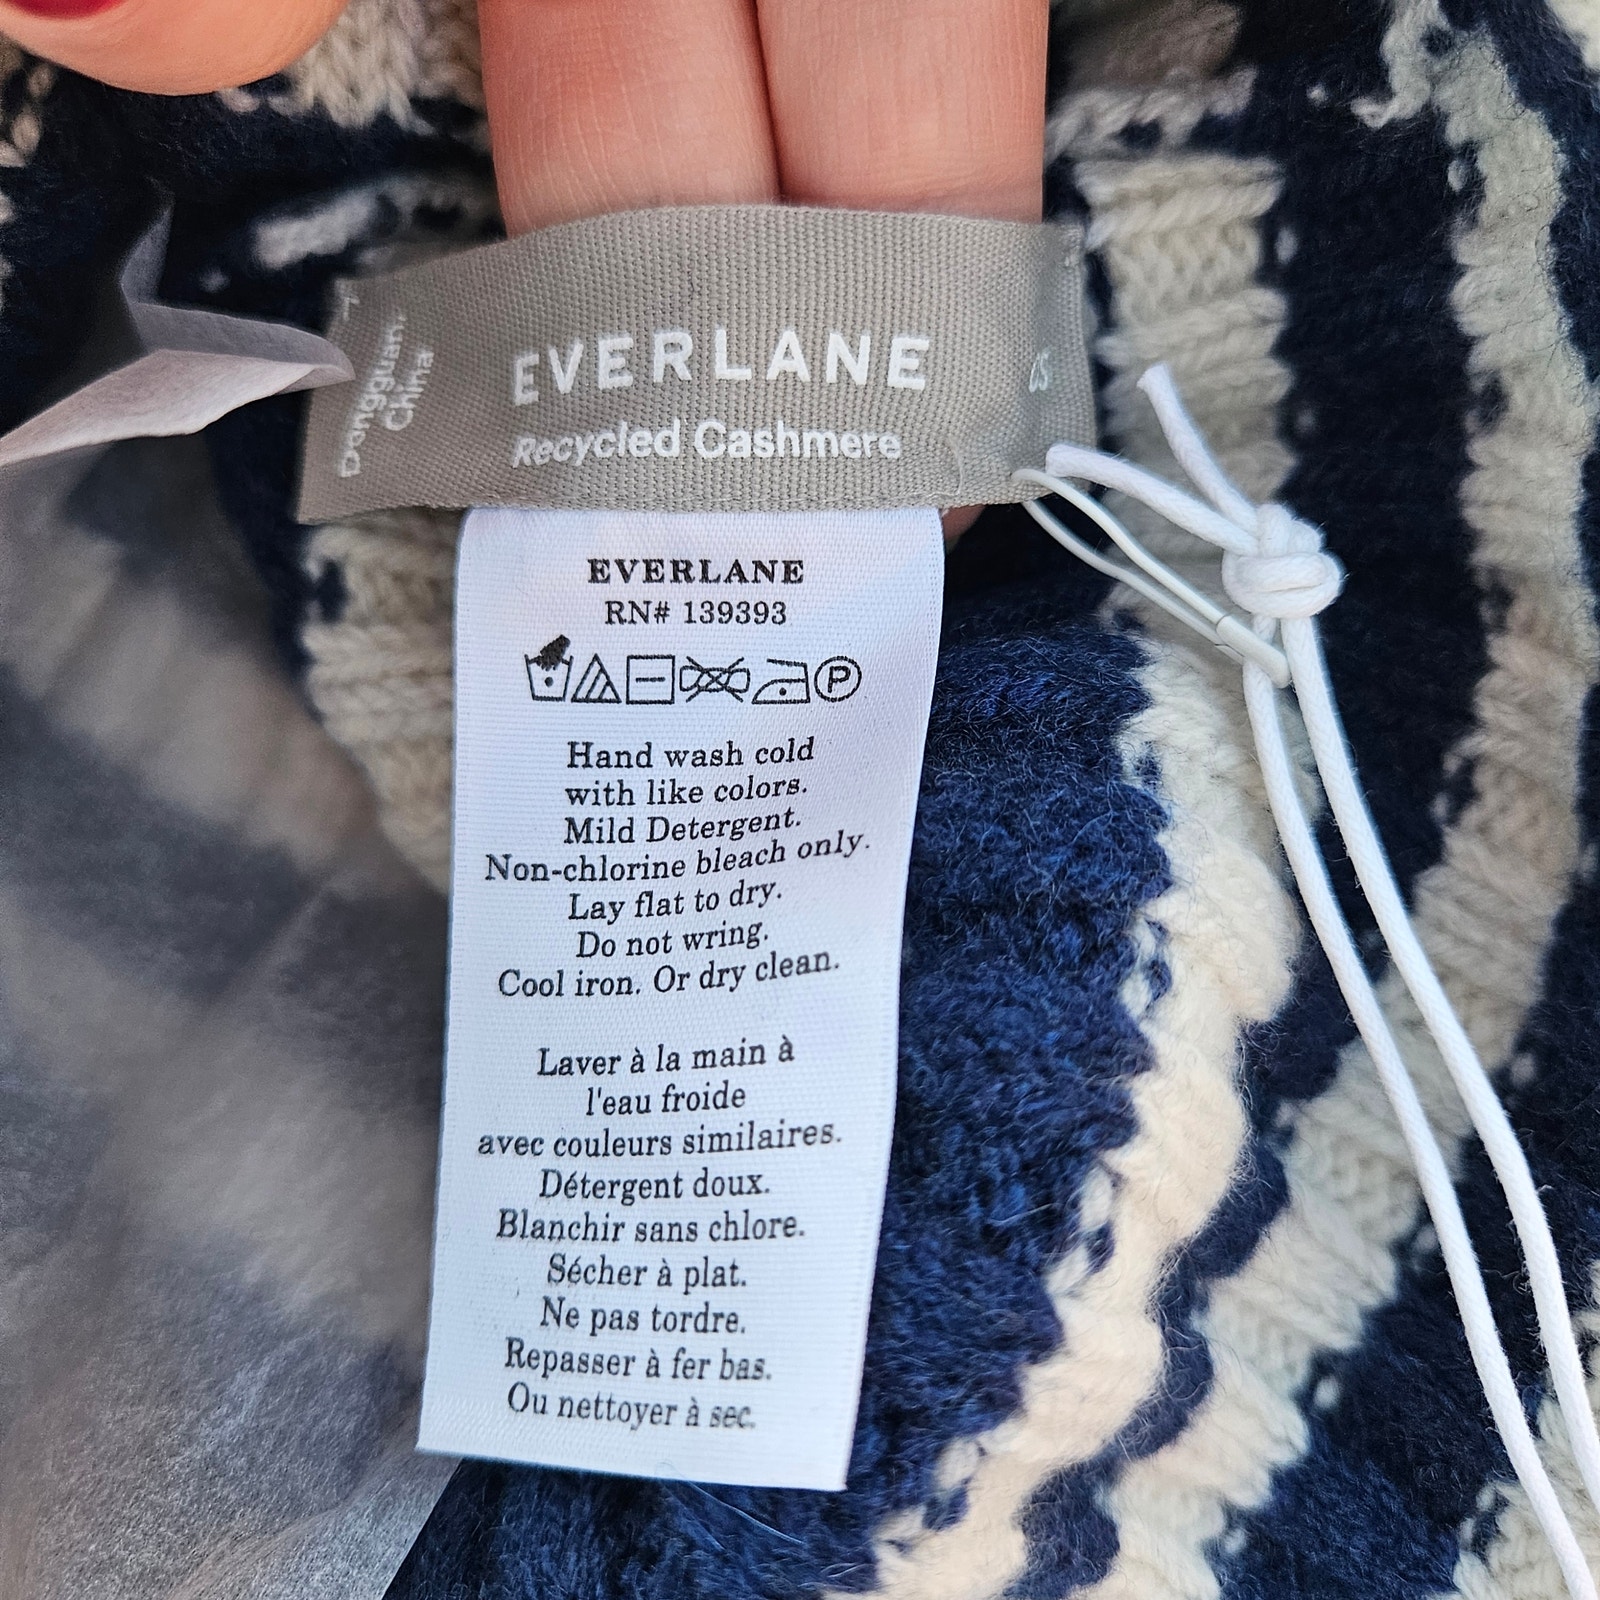 EVERLANE
Recycled Cashmere
Dongguan,
China
EVERLANE
RN# 139393
P
Hand wash cold
with like colors.
Mild Detergent.
Non-chlorine bleach only.
Lay flat to dry.
Do not wring.
Cool iron. Or dry clean.
Laver à la main à
l'eau froide
avec couleurs similaires.
Détergent doux.
Blanchir sans chlore.
Sécher à plat.
Ne pas tordre.
Repasser à fer bas.
Ou nettoyer à sec.